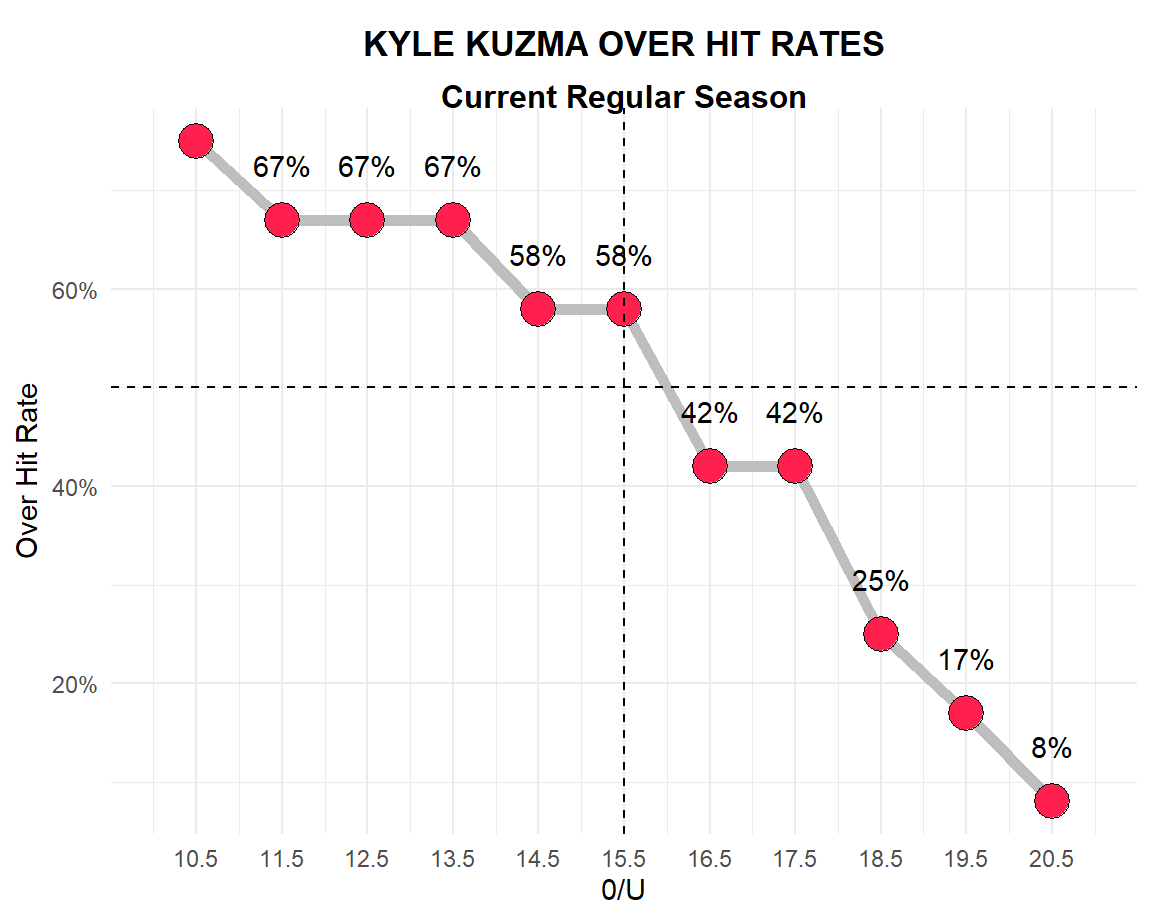 KYLE KUZMA OVER HIT RATES
Current Regular Season
67% 67% 67%
58% 58%
60%
42% 42%
40%
Over Hit Rate
25%
17%
20%
8%
10.5 11.5 12.5 13.5 14.5 15.5 16.5 17.5 18.5 19.5 20.5
0/U